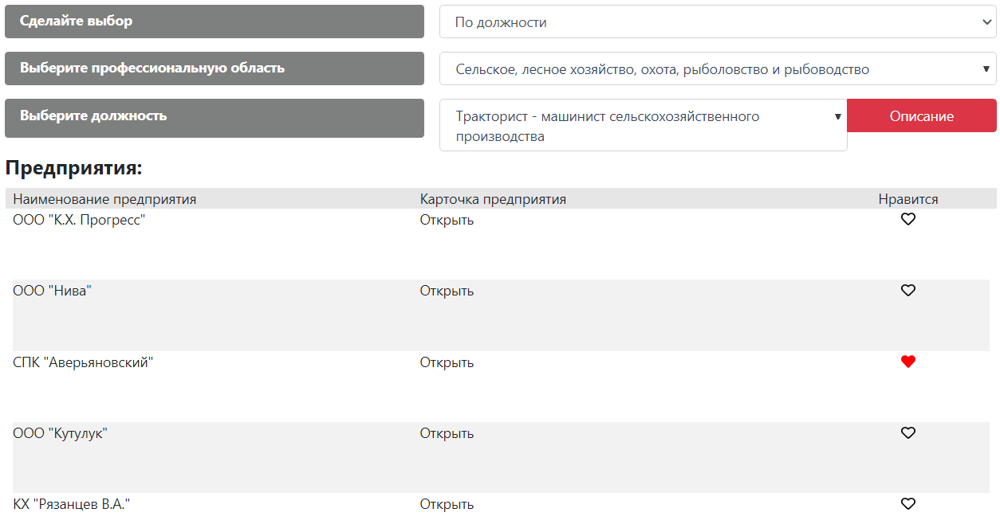 Сделайте выбор
По должности
Выберите профессиональную область
Сельское, лесное хозяйство, охота, рыболовство и рыбоводство
Выберите должность
Тракторист - машинист сельскохозяйственного
производства
Описание
Предприятия:
Наименование предприятия Карточка предприятия Нравится
ООО "К.Х. Прогресс" Открыть
ООО "Нива" Открыть
СПК "Аверьяновский" Открыть
ООО "Кутулук" Открыть
КХ "Рязанцев В.А." Открыть